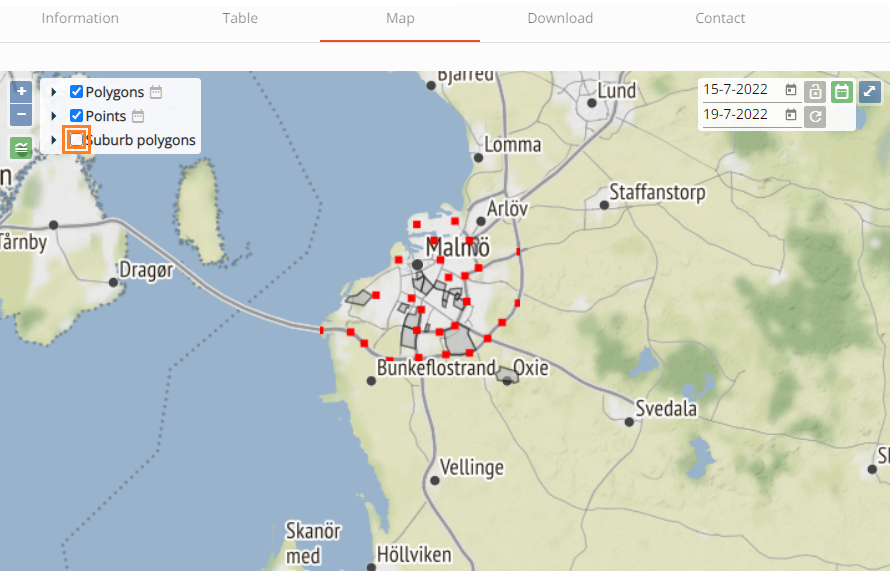 Information Table Map Download Contact
+
−
Polygons
Points
Suburb polygons
15-7-2022
19-7-2022
Bjärred
Lund
Lomma
Staffanstorp
Arlöv
Malmö
Tårnby
Dragør
Bunkeflostrand
Oxie
Svedala
Vellinge
Skanör
med
Höllviken